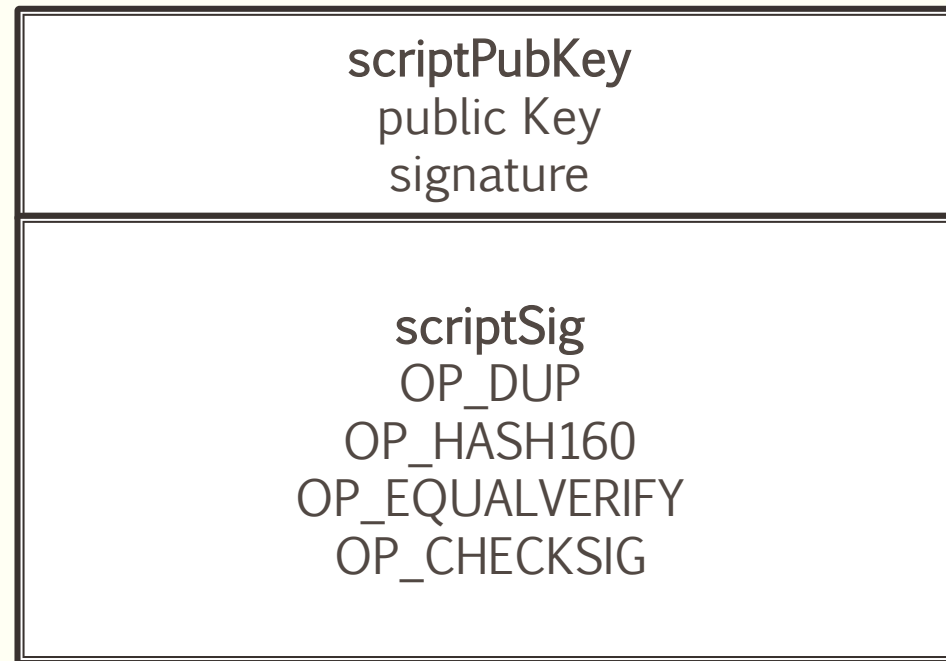 scriptPubKey
public Key
signature
scriptSig
OP_DUP
OP_HASH160
OP_EQUALVERIFY
OP_CHECKSIG